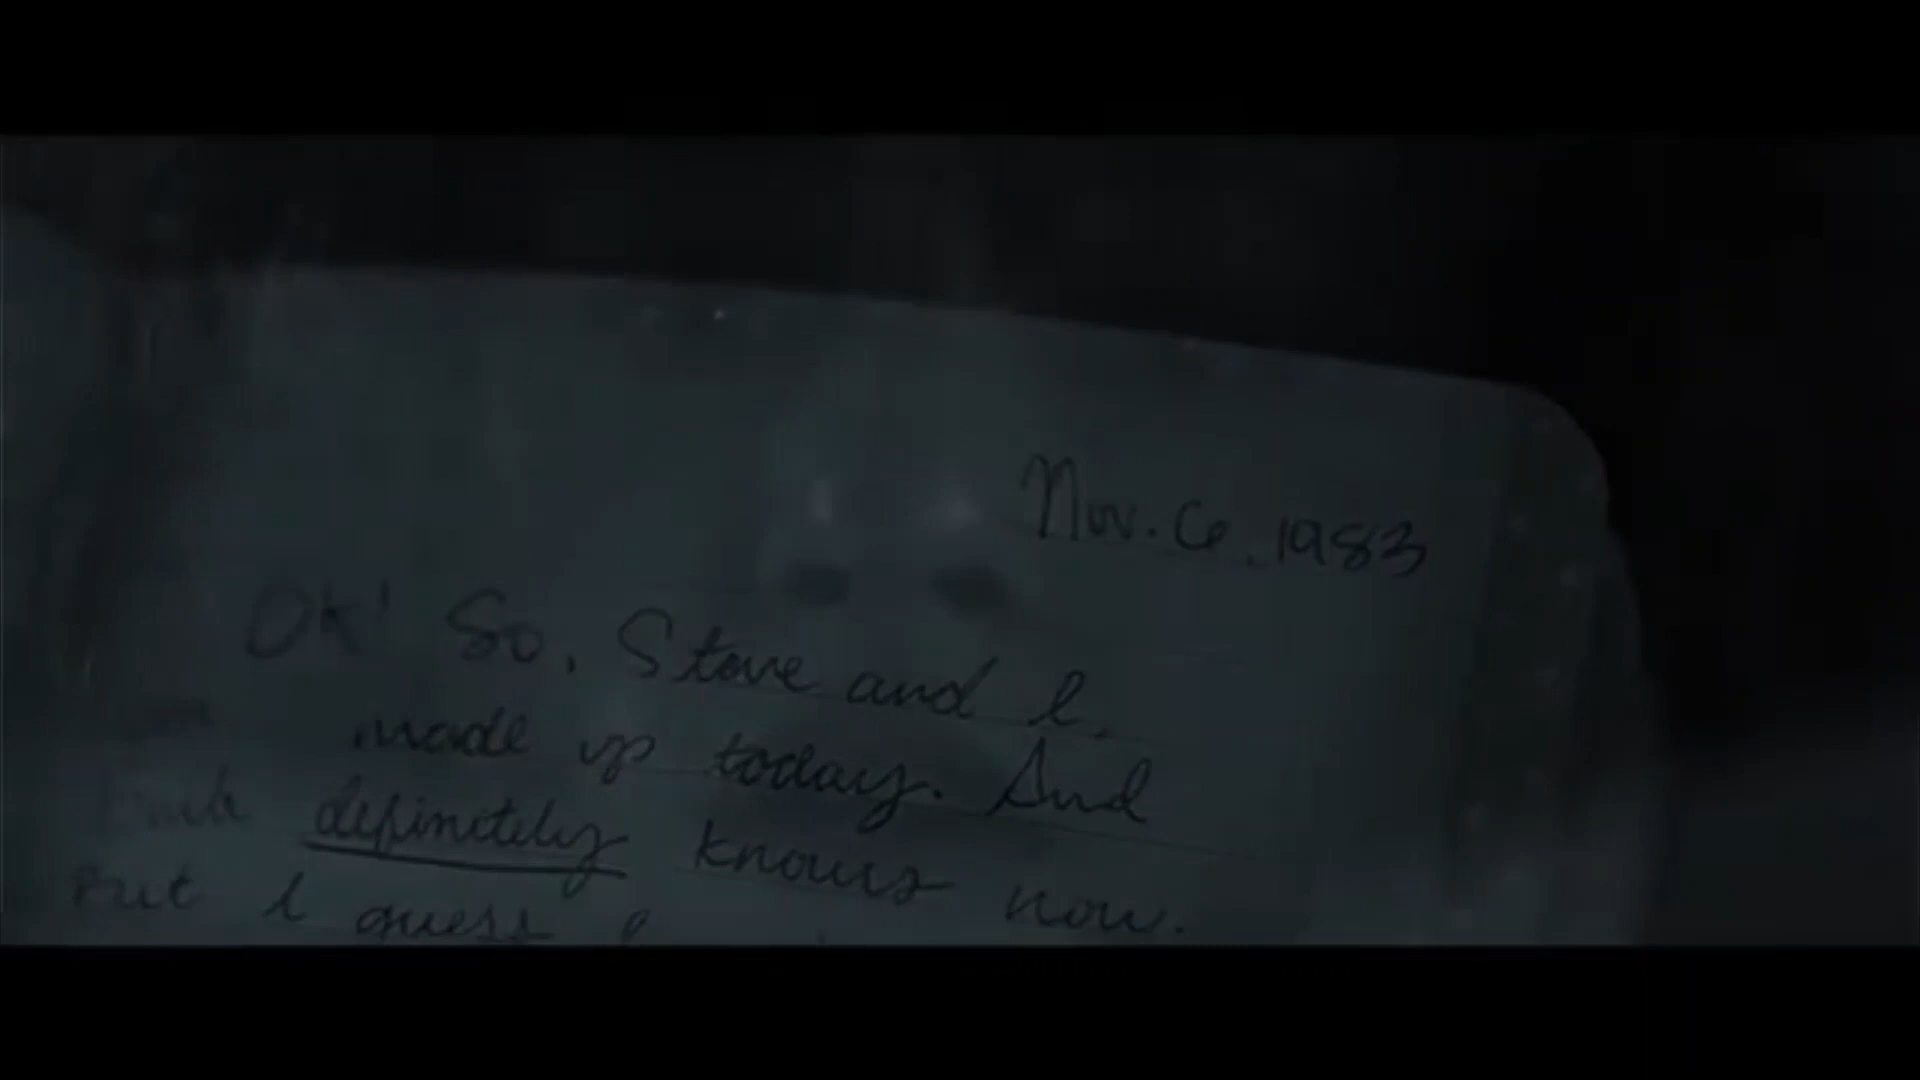 Nov. 6, 1983
OK! So, Steve and I
made up today. And
definitely knows now.
But I guess